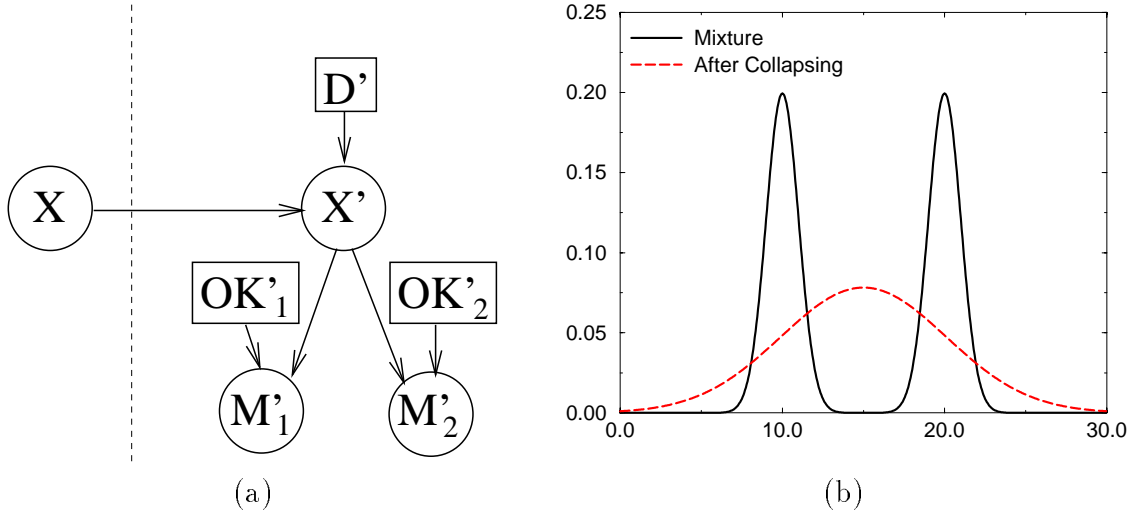 D’
X
X’
OK’1
OK’2
M’1
M’2
(a)
0.25
0.20
0.15
0.10
0.05
0.00
Mixture
After Collapsing
0.0
10.0
20.0
30.0
(b)